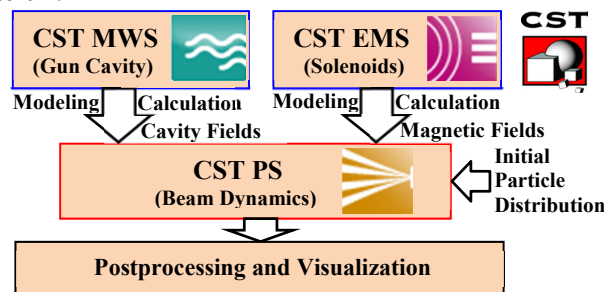 CST MWS
(Gun Cavity)
CST EMS
(Solenoids)
CST
Modeling
Calculation
Cavity Fields
Modeling
Calculation
Magnetic Fields
CST PS
(Beam Dynamics)
Initial
Particle
Distribution
Postprocessing and Visualization